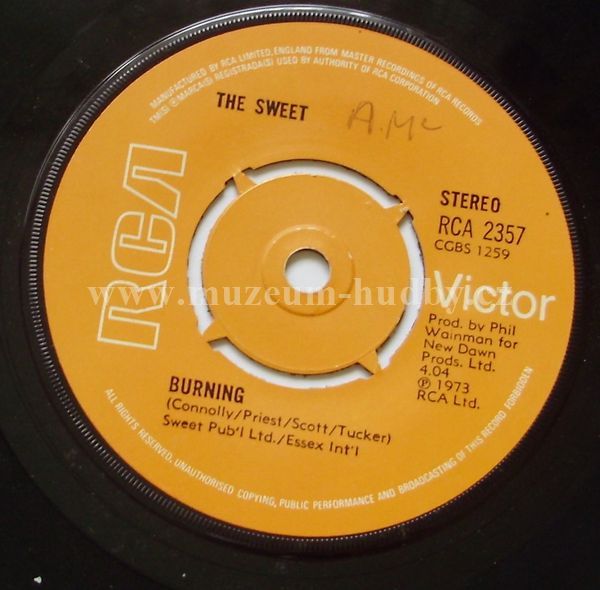 MANUFACTURED BY RCA LIMITED, ENGLAND FROM MASTER RECORDINGS OF RCA RECORDS
TM(S) ® MARCA(S) REGISTRADA(S) USED BY AUTHORITY OF RCA CORPORATION
THE SWEET
A.Mc
RCA
STEREO
RCA 2357
CGBS 1259
www.muzeum-hudby.cz
Victor
Prod. by Phil
Wainman for
New Dawn
Prods. Ltd.
4.04
℗ 1973
RCA Ltd.
BURNING
(Connolly/Priest/Scott/Tucker)
Sweet Pub'l Ltd./Essex Int'l
ALL RIGHTS RESERVED. UNAUTHORISED COPYING, PUBLIC PERFORMANCE AND BROADCASTING OF THIS RECORD FORBIDDEN